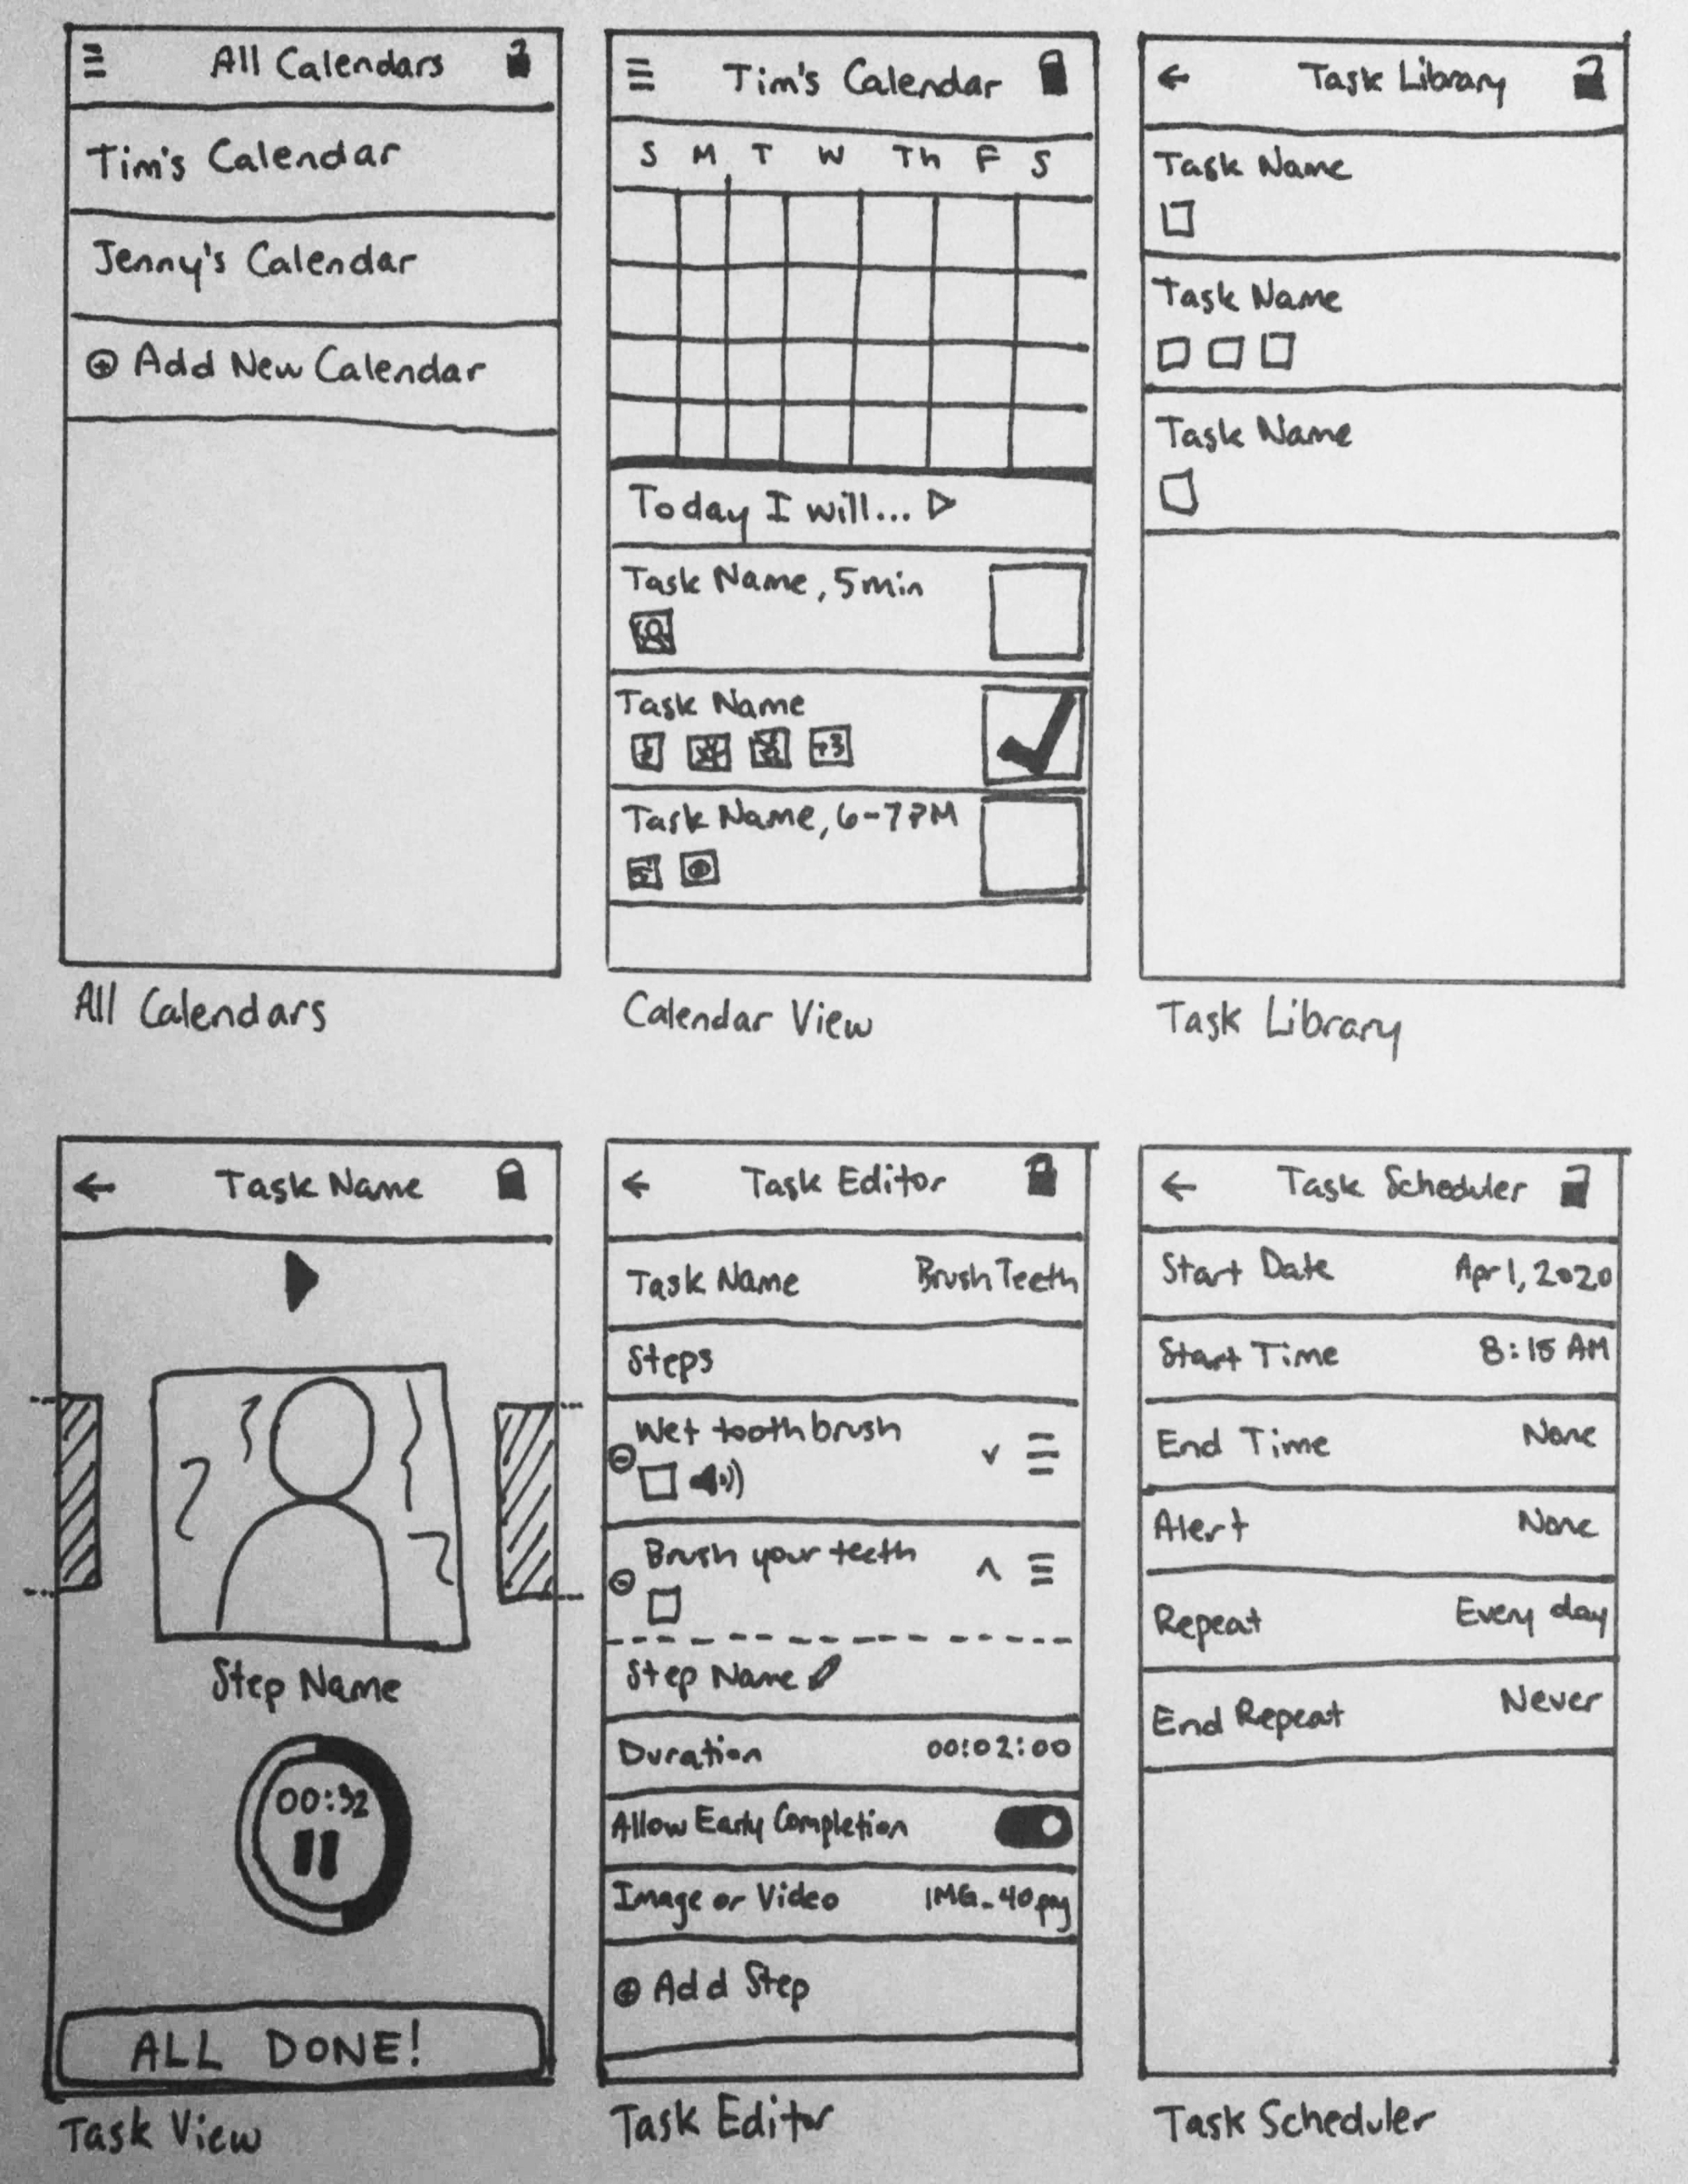 All Calendars
Tim's Calendar
Jenny's Calendar
Add New Calendar
All Calendars
Tim's Calendar
S M T W Th F S
Today I will...
Task Name, 5min
Task Name
+3
Task Name, 6-7PM
Calendar View
Task Library
Task Name
Task Name
Task Name
Task Library
Task Name
Step Name
00:32
ALL DONE!
Task View
Task Editor
Task Name Brush Teeth
Steps
Wet toothbrush
Brush your teeth
Step Name
Duration 00:02:00
Allow Early Completion
Image or Video IMG_40.png
Add Step
Task Editor
Task Scheduler
Start Date Apr 1, 2020
Start Time 8:15 AM
End Time None
Alert None
Repeat Every day
End Repeat Never
Task Scheduler